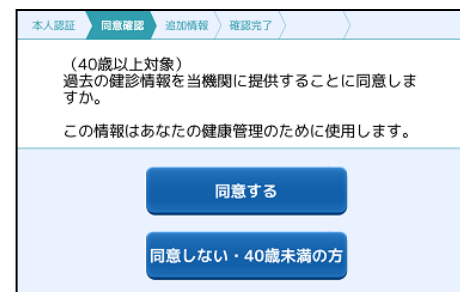 本人認証 同意確認 追加情報 確認完了
（40歳以上対象）
過去の健診情報を当機関に提供することに同意しま
すか。
この情報はあなたの健康管理のために使用します。
同意する
同意しない・40歳未満の方